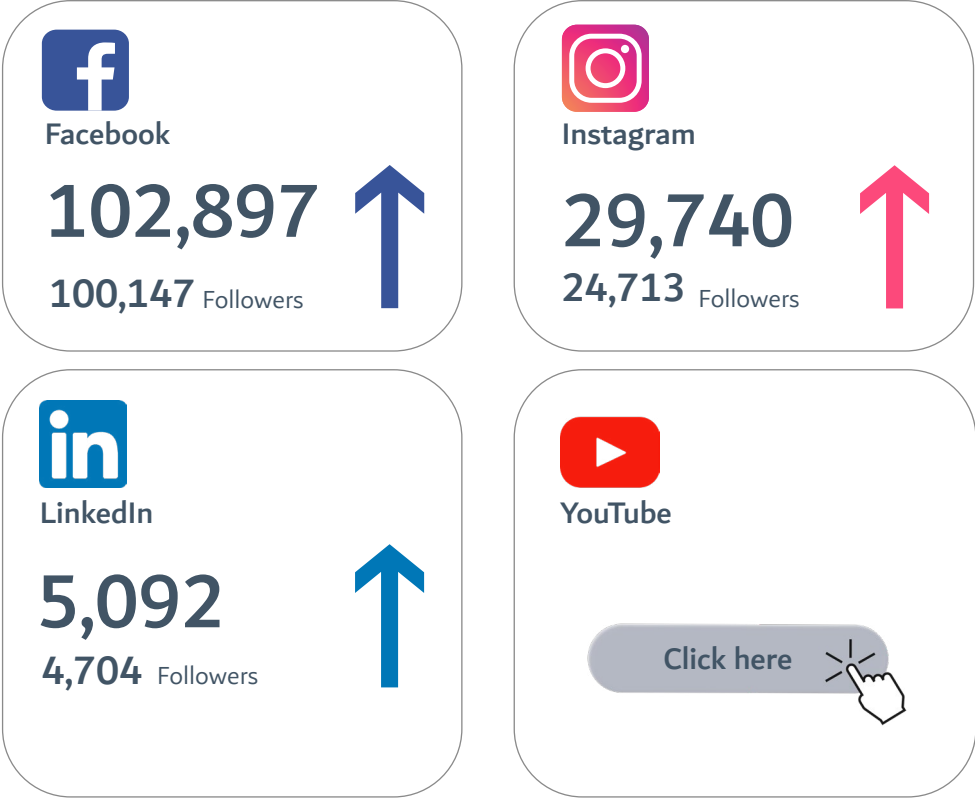 Facebook
102,897
100,147 Followers
Instagram
29,740
24,713 Followers
in
LinkedIn
5,092
4,704 Followers
YouTube
Click here